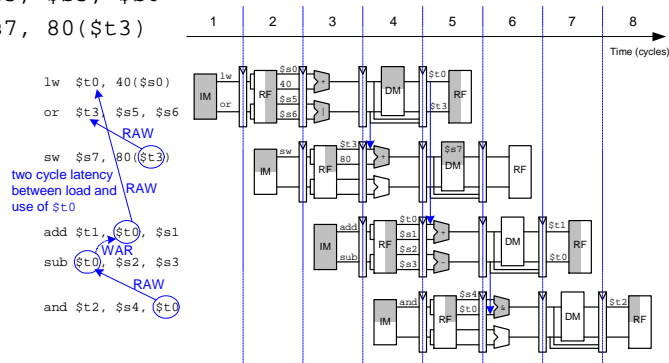 s7, 80($t3)
1 2 3 4 5 6 7 8
Time (cycles)
lw $t0, 40($s0)
or $t3, $s5, $s6
RAW
sw $s7, 80($t3)
two cycle latency
between load and
use of $t0
RAW
add $t1, $t0, $s1
WAR
sub $t0, $s2, $s3
RAW
and $t2, $s4, $t0
IM
lw
or
RF
$s0
40
$s5
$s6
+
|
DM
$t0
$t3
RF
IM
sw
RF
$t3
80
+
$s7
DM
RF
IM
add
sub
RF
$t0
$s1
$s2
$s3
+
-
DM
$t1
$t0
RF
IM
and
RF
$s4
$t0
&
DM
$t2
RF